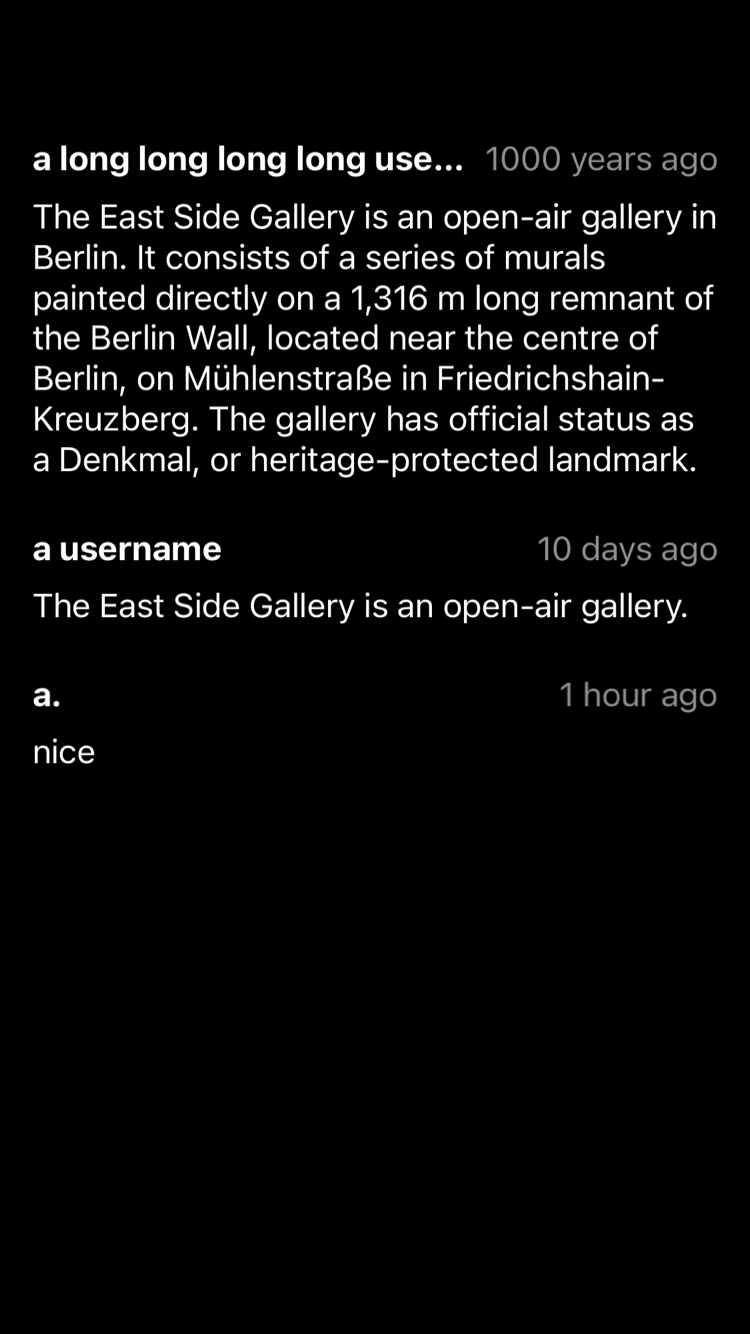 a long long long long use... 1000 years ago
The East Side Gallery is an open-air gallery in
Berlin. It consists of a series of murals
painted directly on a 1,316 m long remnant of
the Berlin Wall, located near the centre of
Berlin, on Mühlenstraße in Friedrichshain-
Kreuzberg. The gallery has official status as
a Denkmal, or heritage-protected landmark.
a username 10 days ago
The East Side Gallery is an open-air gallery.
a. 1 hour ago
nice